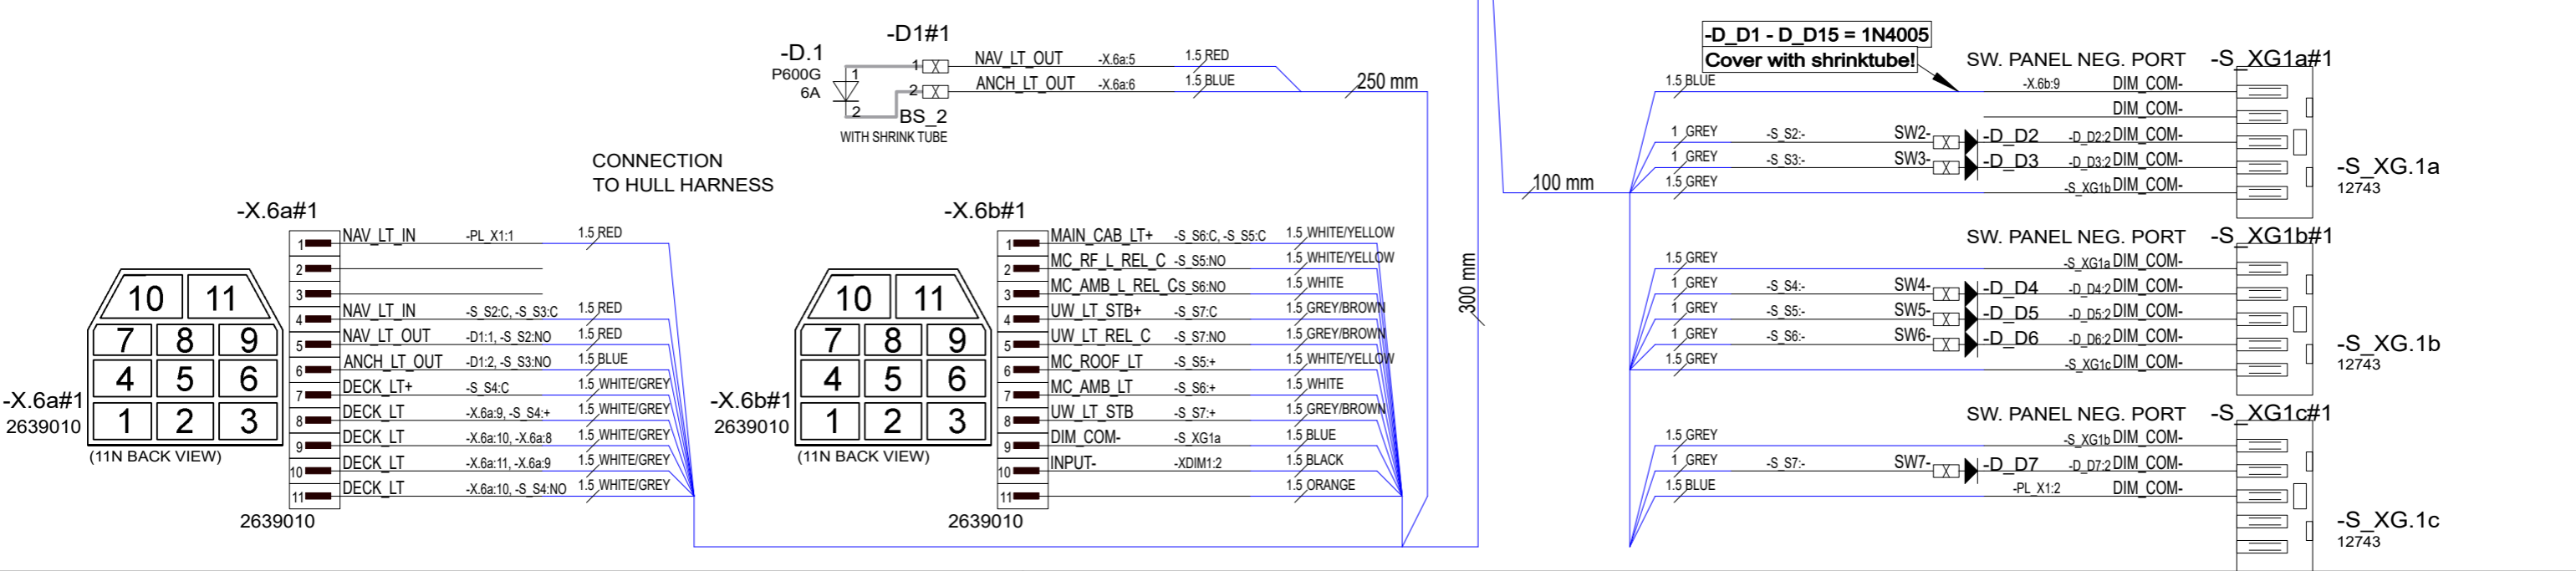 -D.1
P600G
6A
1
2
-D1#1
1 X NAV_LT_OUT -X.6a:5 1.5 RED
2 X ANCH_LT_OUT -X.6a:6 1.5 BLUE
BS_2
WITH SHRINK TUBE
250 mm
CONNECTION
TO HULL HARNESS
-X.6a#1
1 NAV_LT_IN -PL_X1:1 1.5 RED
2
3
4 NAV_LT_IN -S_S2:C, -S_S3:C 1.5 RED
5 NAV_LT_OUT -D1:1, -S_S2:NO 1.5 RED
6 ANCH_LT_OUT -D1:2, -S_S3:NO 1.5 BLUE
7 DECK_LT+ -S_S4:C 1.5 WHITE/GREY
8 DECK_LT -X.6a:9, -S_S4:+ 1.5 WHITE/GREY
9 DECK_LT -X.6a:10, -X.6a:8 1.5 WHITE/GREY
10 DECK_LT -X.6a:11, -X.6a:9 1.5 WHITE/GREY
11 DECK_LT -X.6a:10, -S_S4:NO 1.5 WHITE/GREY
2639010
10 11
7 8 9
4 5 6
1 2 3
-X.6a#1
2639010
(11N BACK VIEW)
-X.6b#1
1 MAIN_CAB_LT+ -S_S6:C, -S_S5:C 1.5 WHITE/YELLOW
2 MC_RF_L_REL_C -S_S5:NO 1.5 WHITE/YELLOW
3 MC_AMB_L_REL_C S_S6:NO 1.5 WHITE
4 UW_LT_STB+ -S_S7:C 1.5 GREY/BROWN
5 UW_LT_REL_C -S_S7:NO 1.5 GREY/BROWN
6 MC_ROOF_LT -S_S5:+ 1.5 WHITE/YELLOW
7 MC_AMB_LT -S_S6:+ 1.5 WHITE
8 UW_LT_STB -S_S7:+ 1.5 GREY/BROWN
9 DIM_COM- -S_XG1a 1.5 BLUE
10 INPUT- -XDIM1:2 1.5 BLACK
11 1.5 ORANGE
2639010
10 11
7 8 9
4 5 6
1 2 3
-X.6b#1
2639010
(11N BACK VIEW)
300 mm
100 mm
-D_D1 - D_D15 = 1N4005
Cover with shrinktube!
SW. PANEL NEG. PORT -S_XG1a#1
1.5 BLUE -X.6b:9 DIM_COM-
DIM_COM-
1 GREY -S_S2:- SW2- X -D_D2 -D_D2:2 DIM_COM-
1 GREY -S_S3:- SW3- X -D_D3 -D_D3:2 DIM_COM-
1.5 GREY -S_XG1b DIM_COM-
-S_XG.1a
12743
SW. PANEL NEG. PORT -S_XG1b#1
1.5 GREY -S_XG1a DIM_COM-
1 GREY -S_S4:- SW4- X -D_D4 -D_D4:2 DIM_COM-
1 GREY -S_S5:- SW5- X -D_D5 -D_D5:2 DIM_COM-
1 GREY -S_S6:- SW6- X -D_D6 -D_D6:2 DIM_COM-
1.5 GREY -S_XG1c DIM_COM-
-S_XG.1b
12743
SW. PANEL NEG. PORT -S_XG1c#1
1.5 GREY -S_XG1b DIM_COM-
1 GREY -S_S7:- SW7- X -D_D7 -D_D7:2 DIM_COM-
1.5 BLUE -PL_X1:2 DIM_COM-
-S_XG.1c
12743